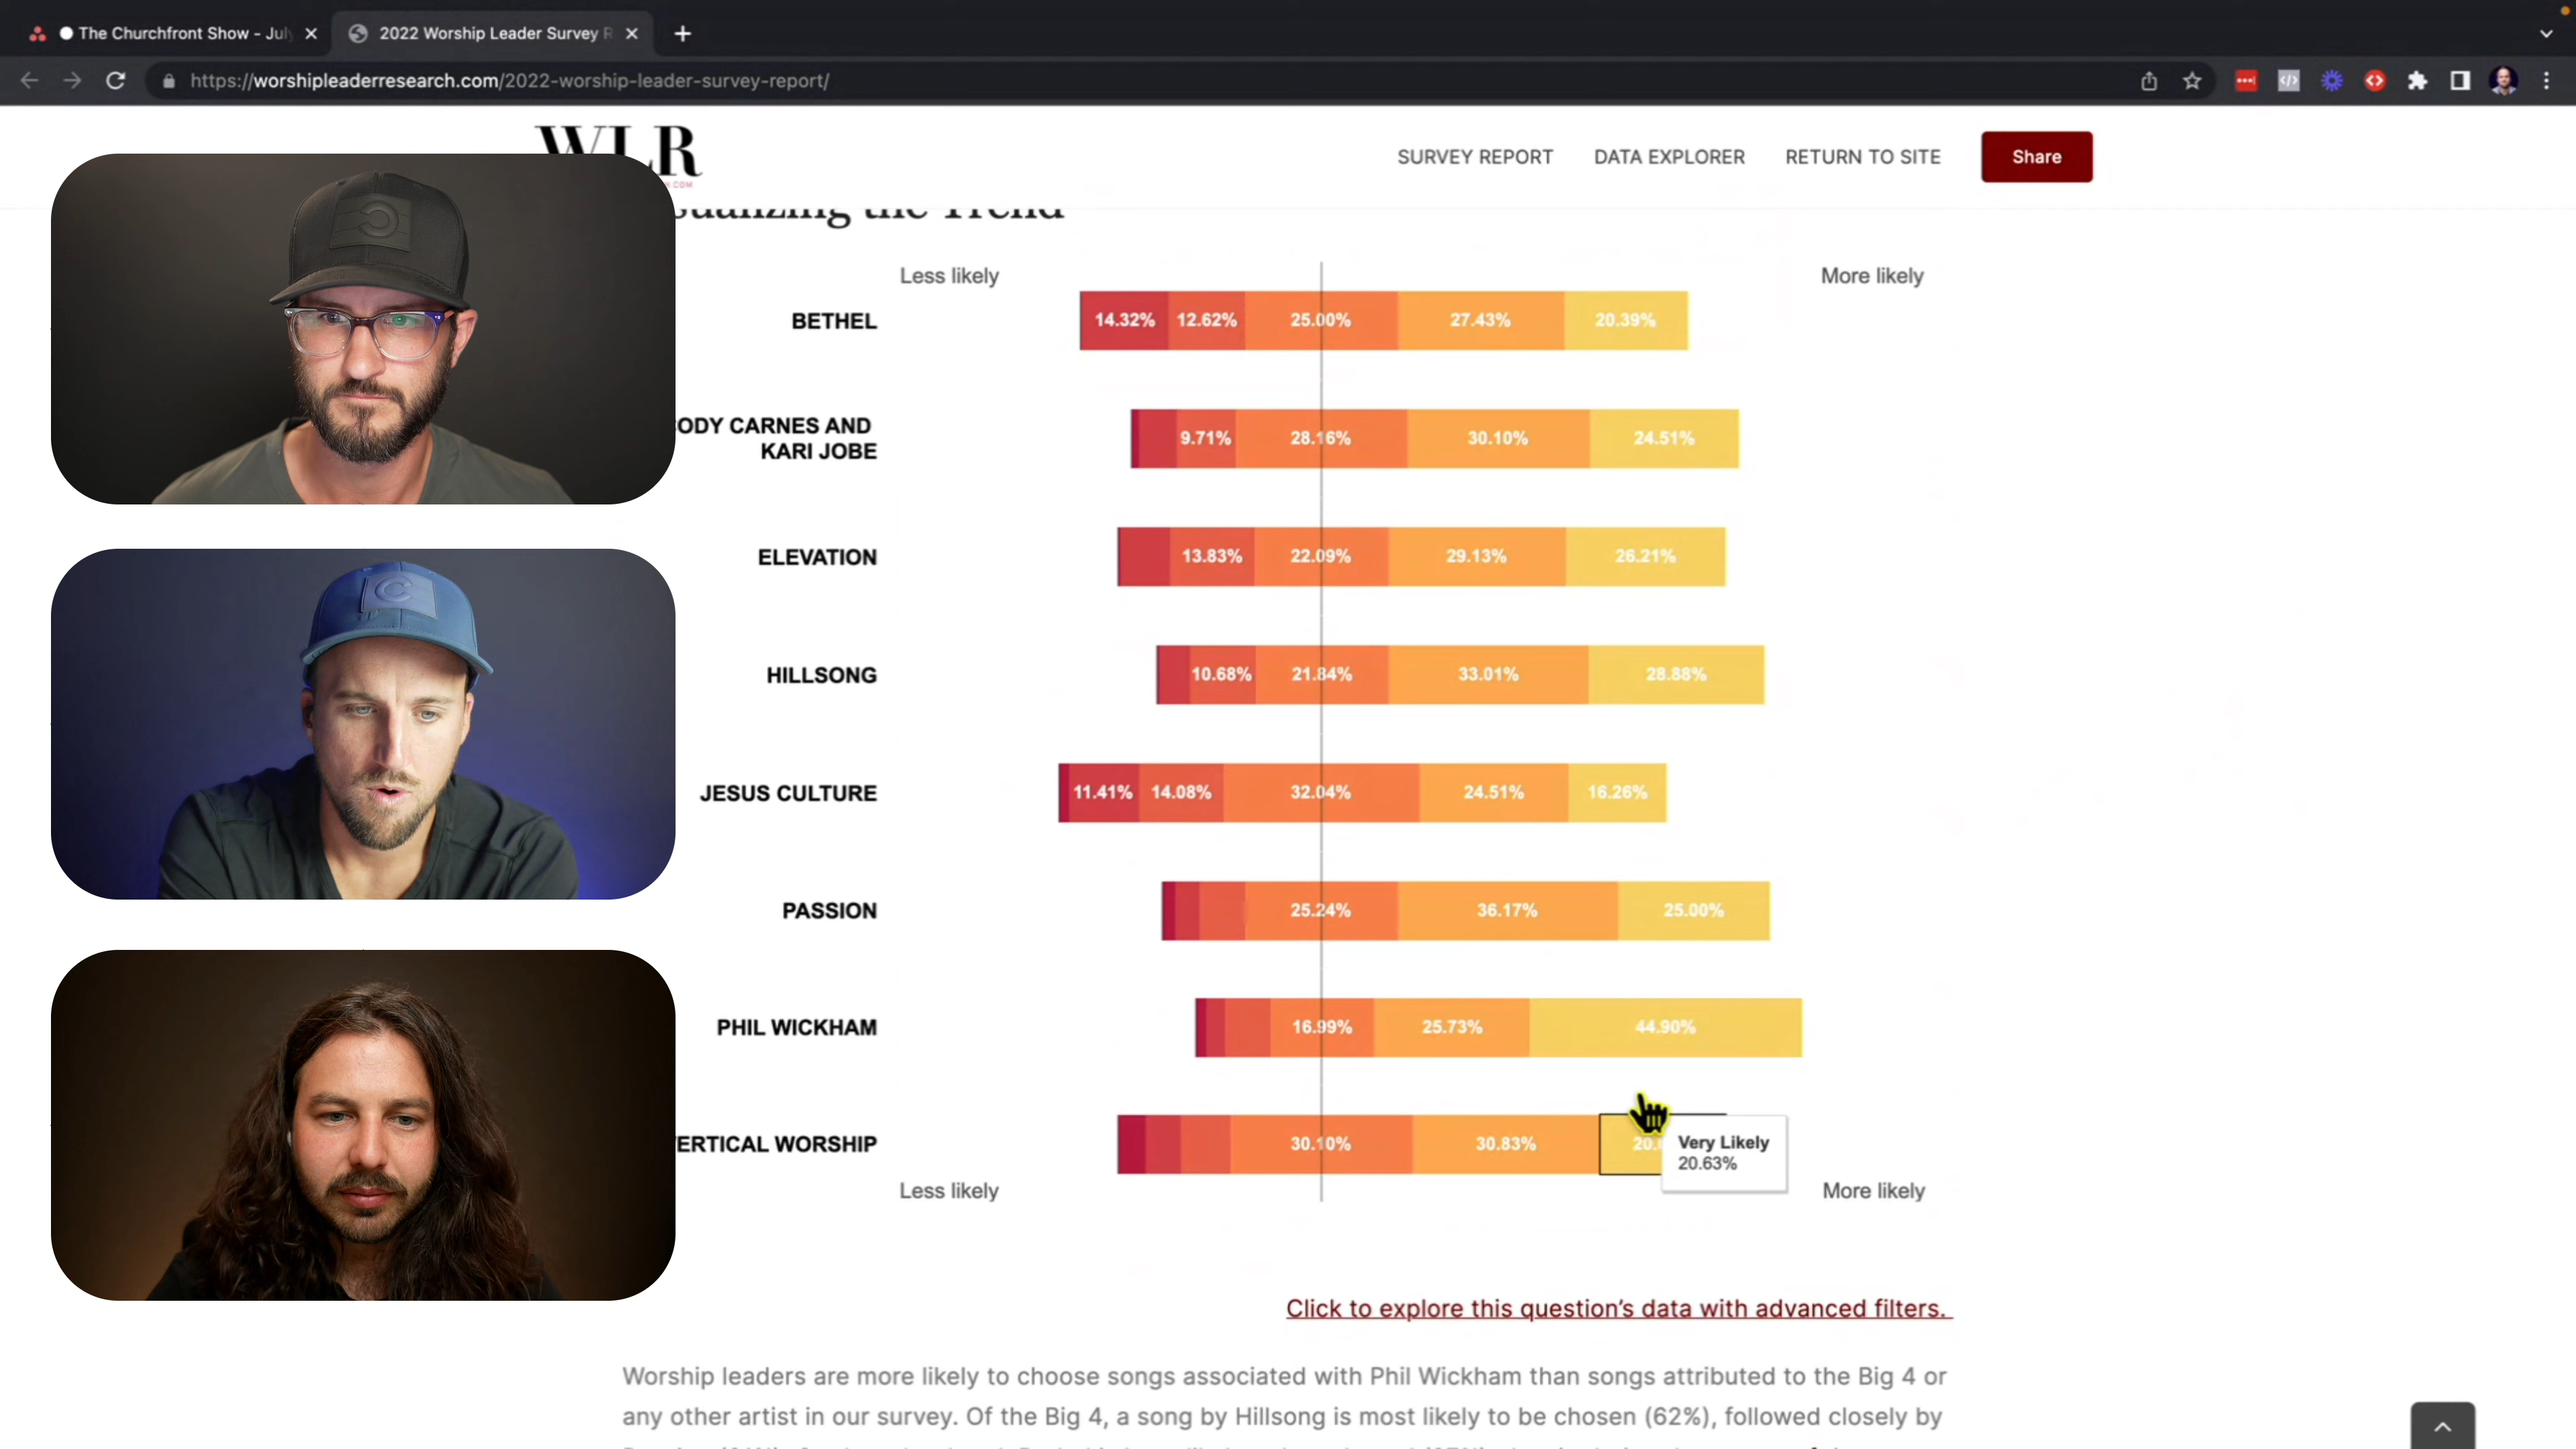 The Churchfront Show - July
2022 Worship Leader Survey R
https://worshipleaderresearch.com/2022-worship-leader-survey-report/
WLR
SURVEY REPORT
DATA EXPLORER
RETURN TO SITE
Share
the Trend
Less likely
More likely
BETHEL
14.32% 12.62% 25.00% 27.43% 20.39%
ODY CARNES AND
KARI JOBE
9.71% 28.16% 30.10% 24.51%
ELEVATION
13.83% 22.09% 29.13% 26.21%
HILLSONG
10.68% 21.84% 33.01% 28.88%
JESUS CULTURE
11.41% 14.08% 32.04% 24.51% 16.26%
PASSION
25.24% 36.17% 25.00%
PHIL WICKHAM
16.99% 25.73% 44.90%
ERTICAL WORSHIP
30.10% 30.83%
Very Likely
20.63%
Less likely
More likely
Click to explore this question's data with advanced filters.
Worship leaders are more likely to choose songs associated with Phil Wickham than songs attributed to the Big 4 or
any other artist in our survey. Of the Big 4, a song by Hillsong is most likely to be chosen (62%), followed closely by